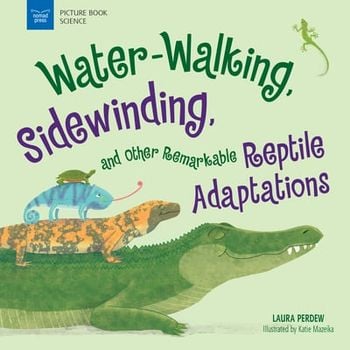 nomad
press
PICTURE BOOK
SCIENCE
Water-Walking,
Sidewinding,
and Other Remarkable Reptile
Adaptations
LAURA PERDEW
Illustrated by Katie Mazeika